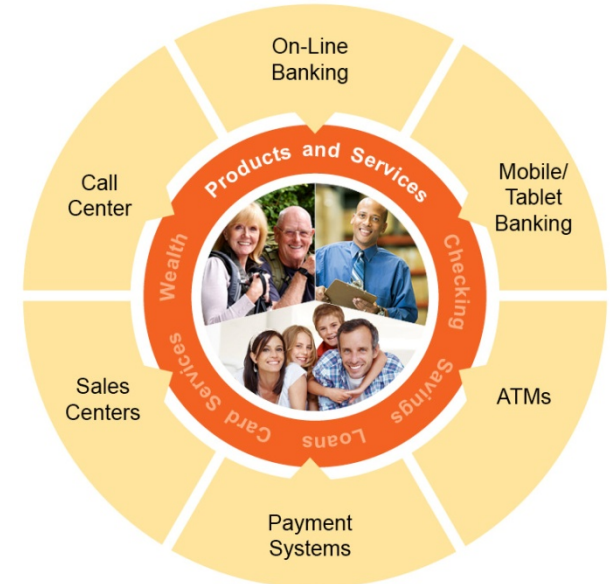 On-Line
Banking
Mobile/
Tablet
Banking
ATMs
Payment
Systems
Sales
Centers
Call
Center
Products and Services
Checking
Savings
Loans
Card Services
Wealth